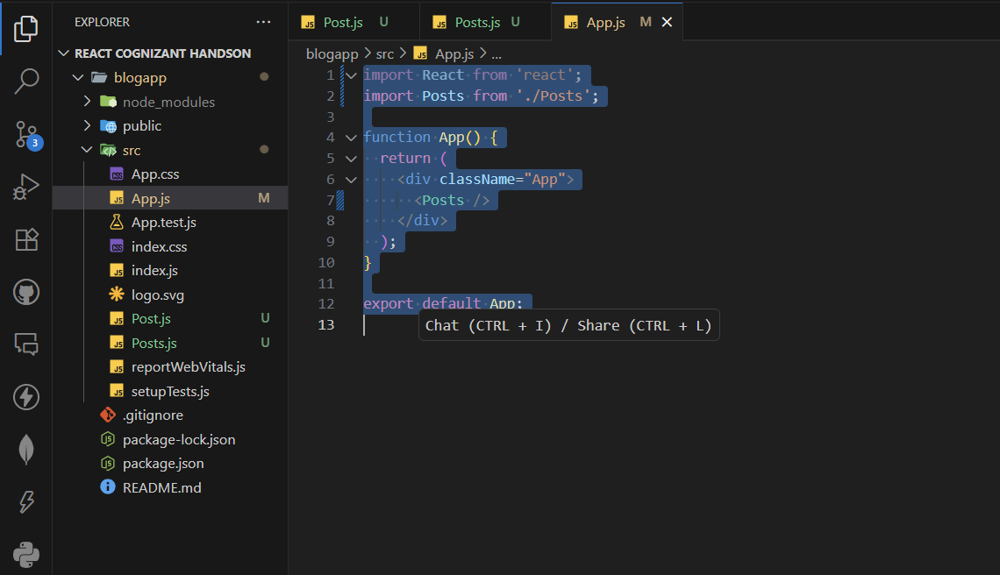 EXPLORER
...
REACT COGNIZANT HANDSON
blogapp
node_modules
public
src
App.css
App.js M
App.test.js
index.css
index.js
logo.svg
Post.js U
Posts.js U
reportWebVitals.js
setupTests.js
.gitignore
package-lock.json
package.json
README.md
3
JS Post.js U
JS Posts.js U
JS App.js M
blogapp > src > JS App.js > ...
1 import React from 'react';
2 import Posts from './Posts';
3
4 function App() {
5 return (
6 <div className="App">
7 <Posts />
8 </div>
9 );
10 }
11
12 export default App;
13
Chat (CTRL + I) / Share (CTRL + L)